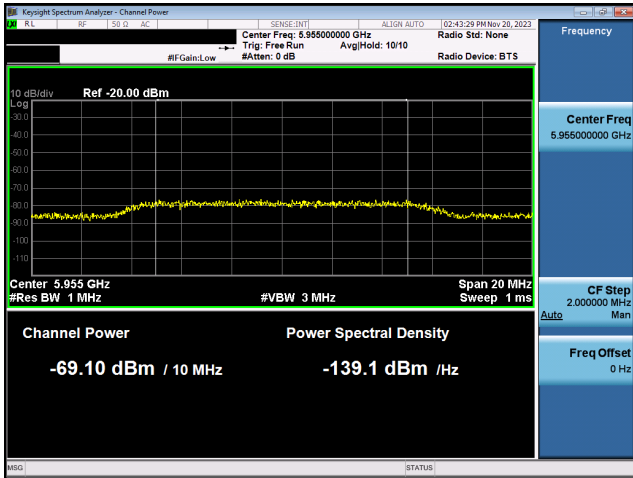 Keysight Spectrum Analyzer - Channel Power
RL RF 50 Ω AC SENSE:INT ALIGN AUTO 02:43:29 PM Nov 20, 2023
Center Freq: 5.955000000 GHz Radio Std: None
Trig: Free Run Avg|Hold: 10/10
#IFGain:Low #Atten: 0 dB Radio Device: BTS
Frequency
10 dB/div Ref -20.00 dBm
Log
-30.0
-40.0
-50.0
-60.0
-70.0
-80.0
-90.0
-100
-110
Center 5.955 GHz Span 20 MHz
#Res BW 1 MHz #VBW 3 MHz Sweep 1 ms
Channel Power Power Spectral Density
-69.10 dBm / 10 MHz -139.1 dBm /Hz
Center Freq
5.955000000 GHz
CF Step
2.000000 MHz
Auto Man
Freq Offset
0 Hz
MSG STATUS